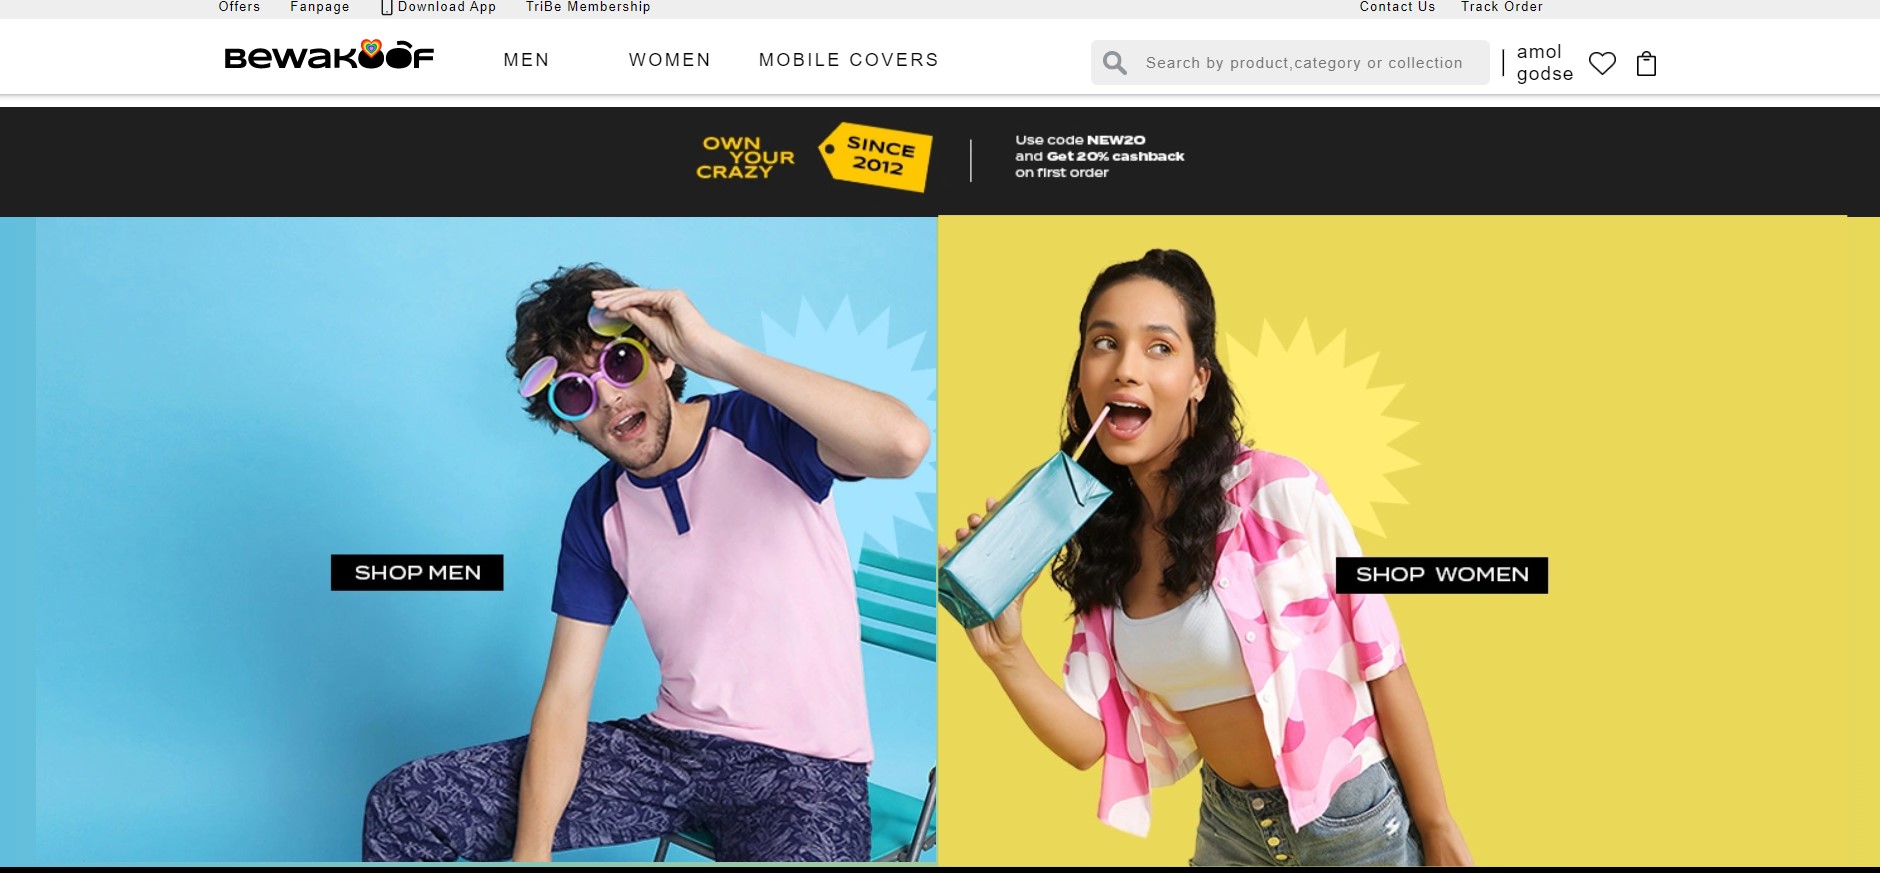 Offers Fanpage Download App TriBe Membership Contact Us Track Order
BEWAKOOF MEN WOMEN MOBILE COVERS Search by product,category or collection amol
godse
OWN
YOUR
CRAZY
SINCE
2012
Use code NEW20
and Get 20% cashback
on first order
SHOP MEN
SHOP WOMEN